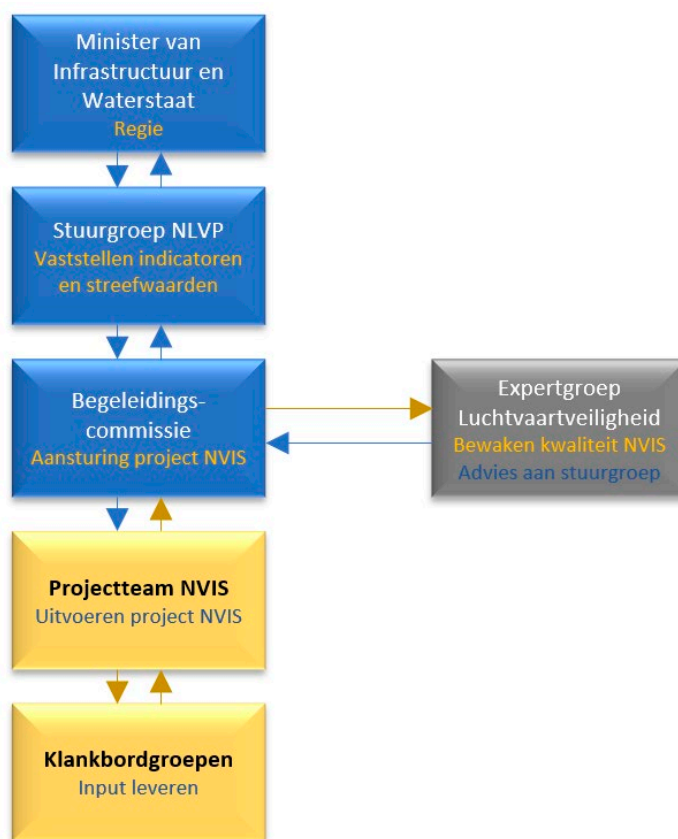 Minister van
Infrastructuur en
Waterstaat
Regie
Stuurgroep NLVP
Vaststellen indicatoren
en streefwaarden
Begeleidings-
commissie
Aansturing project NVIS
Expertgroep
Luchtvaartveiligheid
Bewaken kwaliteit NVIS
Advies aan stuurgroep
Projectteam NVIS
Uitvoeren project NVIS
Klankbordgroepen
Input leveren